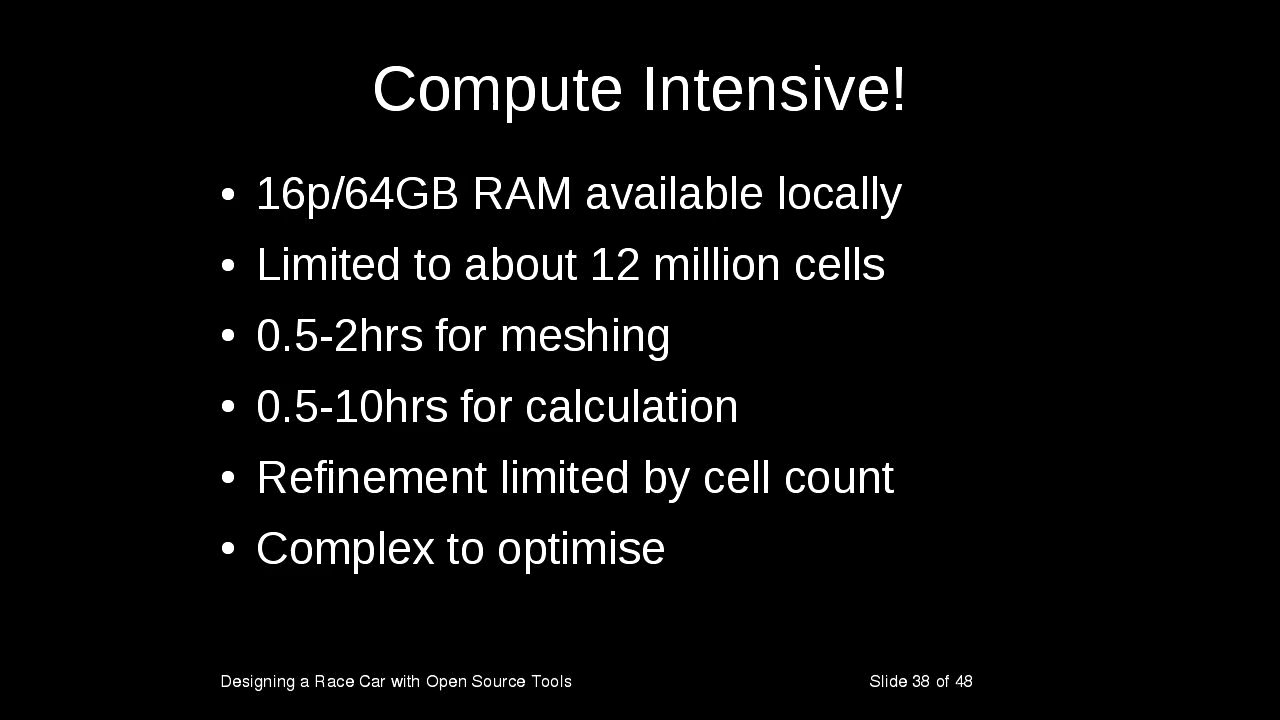 Compute Intensive!
• 16p/64GB RAM available locally
• Limited to about 12 million cells
• 0.5-2hrs for meshing
• 0.5-10hrs for calculation
• Refinement limited by cell count
• Complex to optimise
Designing a Race Car with Open Source Tools Slide 38 of 48